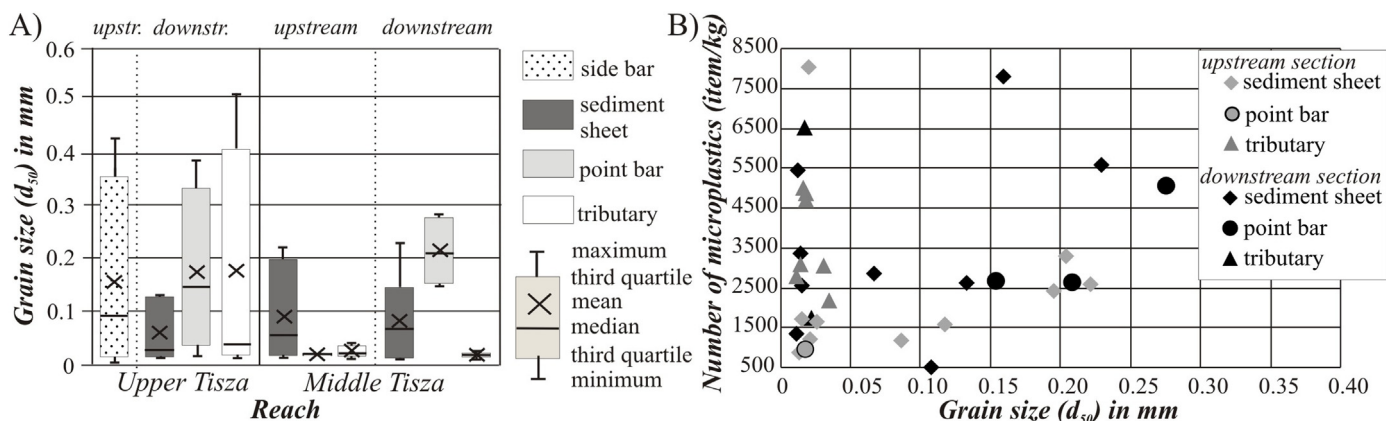 A)
upstr. downstr. upstream downstream
Grain size (d50) in mm
0.6
0.5
0.4
0.3
0.2
0.1
0
Upper Tisza Middle Tisza
Reach
side bar
sediment
sheet
point bar
tributary
maximum
third quartile
mean
median
third quartile
minimum
B)
Number of microplastics (item/kg)
8500
7500
6500
5500
4500
3500
2500
1500
500
0 0.05 0.10 0.15 0.20 0.25 0.30 0.35 0.40
Grain size (d50) in mm
upstream section
sediment sheet
point bar
tributary
downstream section
sediment sheet
point bar
tributary